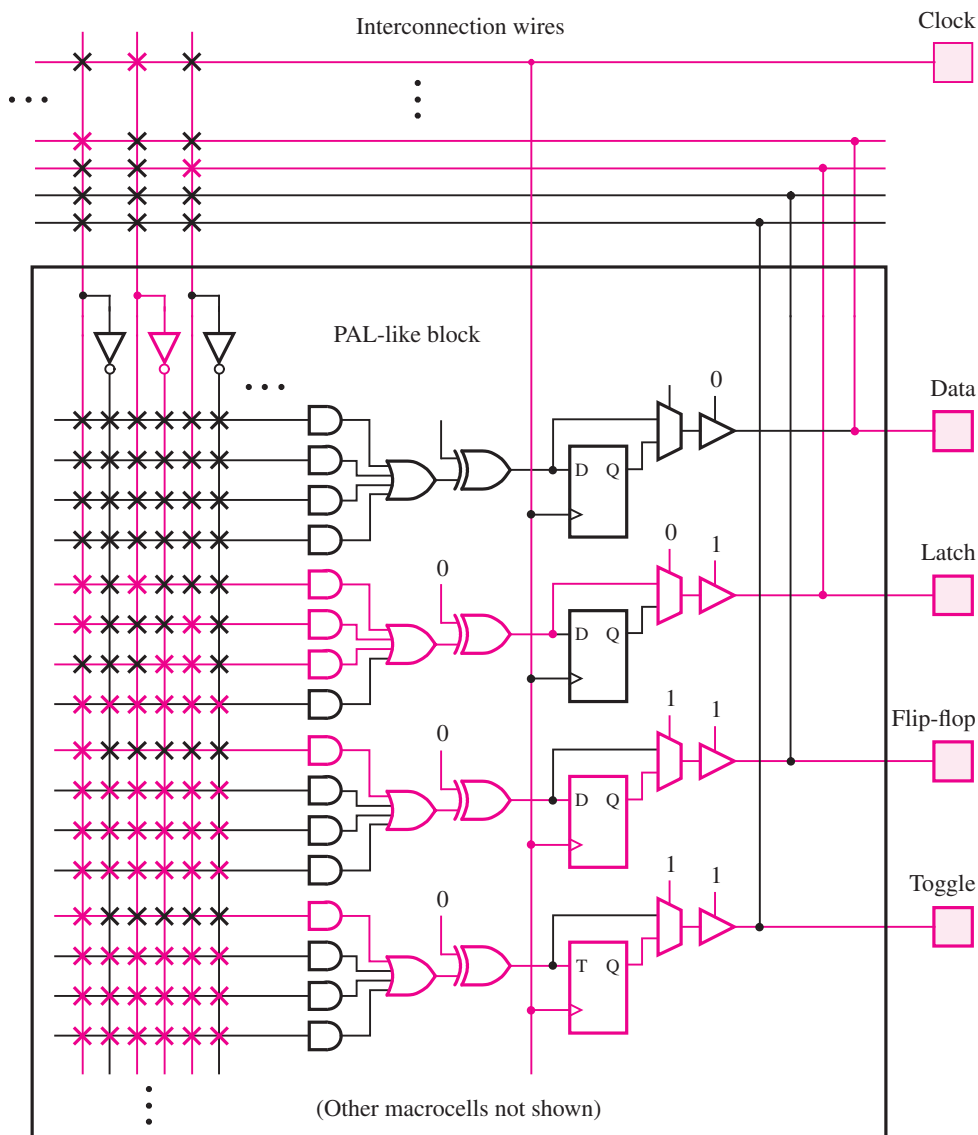 Interconnection wires
Clock
PAL-like block
0
Data
D Q
0
1
0
Latch
D Q
1
1
0
Flip-flop
D Q
1
1
0
Toggle
T Q
(Other macrocells not shown)